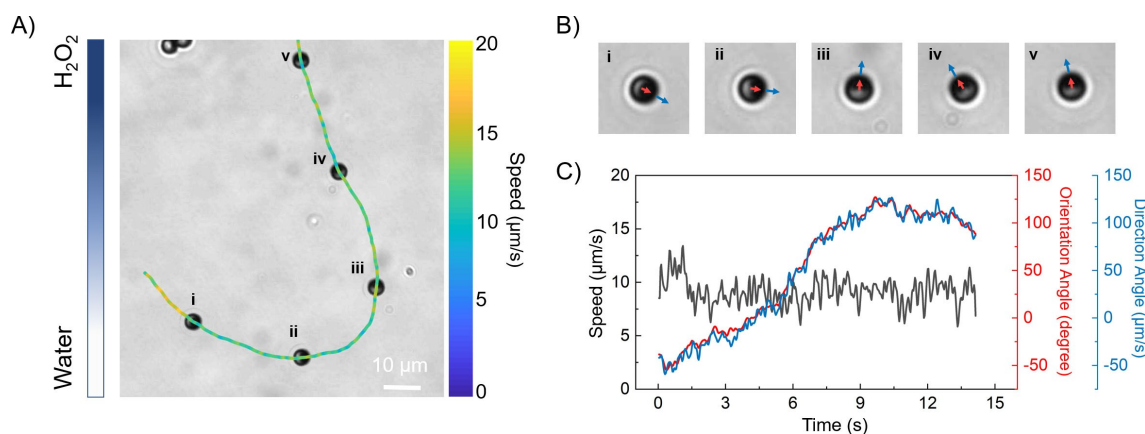 A)
H2O2
Water
i
ii
iii
iv
v
10 μm
20
15
10
5
0
Speed (μm/s)
B)
i
ii
iii
iv
v
C)
20
15
10
5
0
Speed (μm/s)
0
3
6
9
12
15
Time (s)
150
100
50
0
-50
Orientation Angle (degree)
150
100
50
0
-50
Direction Angle (μm/s)